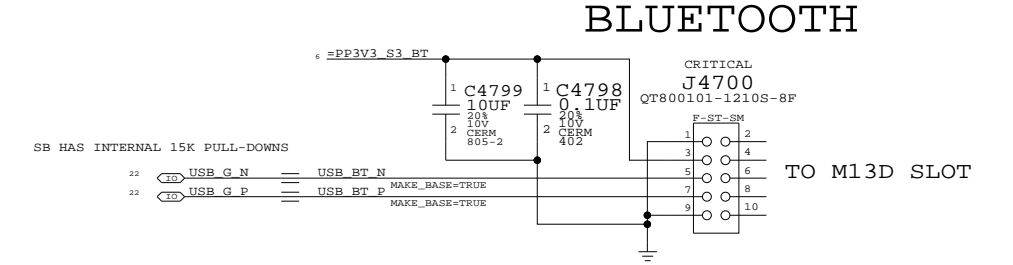 BLUETOOTH
6 =PP3V3_S3_BT
CRITICAL
J4700
QT800101-1210S-8F
F-ST-SM
1 C4799
10UF
20%
10V
2 CERM
805-2
1 C4798
0.1UF
20%
10V
2 CERM
402
1 2
3 4
5 6
7 8
9 10
TO M13D SLOT
SB HAS INTERNAL 15K PULL-DOWNS
22 IO USB_G_N USB_BT_N
MAKE_BASE=TRUE
22 IO USB_G_P USB_BT_P
MAKE_BASE=TRUE